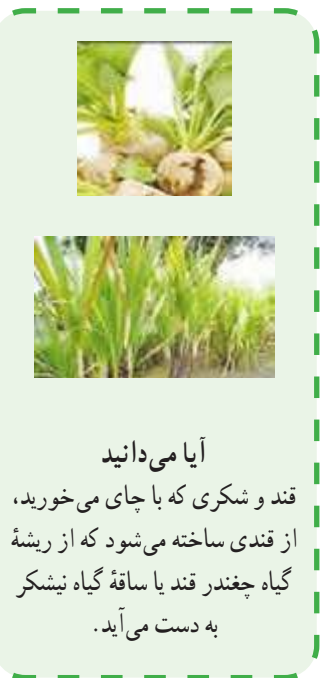 آیا می‌دانید
قند و شکری که با چای می‌خورید،
از قندی ساخته می‌شود که از ریشهٔ
گیاه چغندر قند یا ساقهٔ گیاه نیشکر
به دست می‌آید.